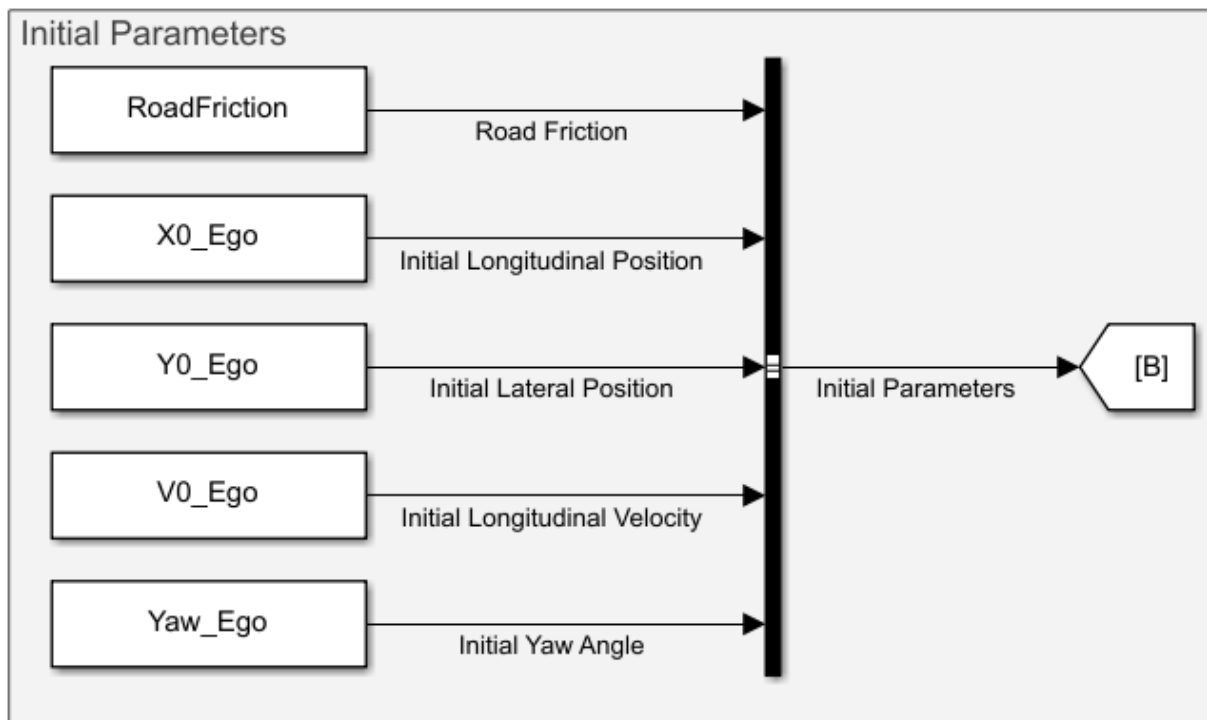 Initial Parameters
RoadFriction
Road Friction
X0_Ego
Initial Longitudinal Position
Y0_Ego
Initial Lateral Position
Initial Parameters
[B]
V0_Ego
Initial Longitudinal Velocity
Yaw_Ego
Initial Yaw Angle